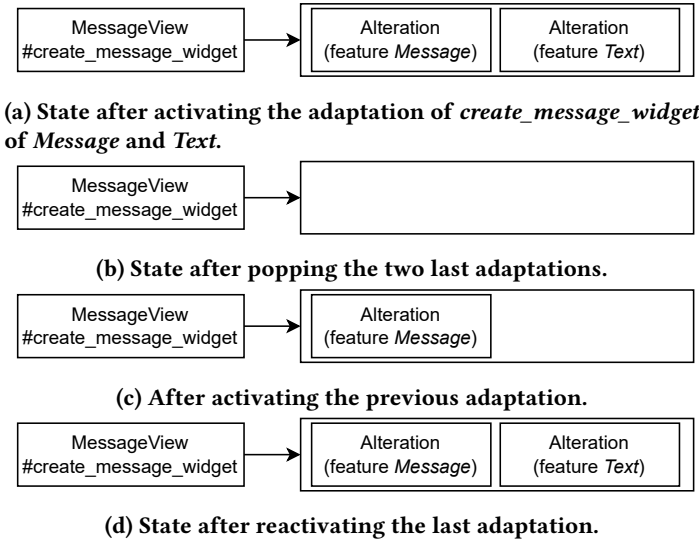 MessageView
#create_message_widget
Alteration
(feature Message)
Alteration
(feature Text)
(a) State after activating the adaptation of create_message_widget
of Message and Text.
MessageView
#create_message_widget
(b) State after popping the two last adaptations.
MessageView
#create_message_widget
Alteration
(feature Message)
(c) After activating the previous adaptation.
MessageView
#create_message_widget
Alteration
(feature Message)
Alteration
(feature Text)
(d) State after reactivating the last adaptation.